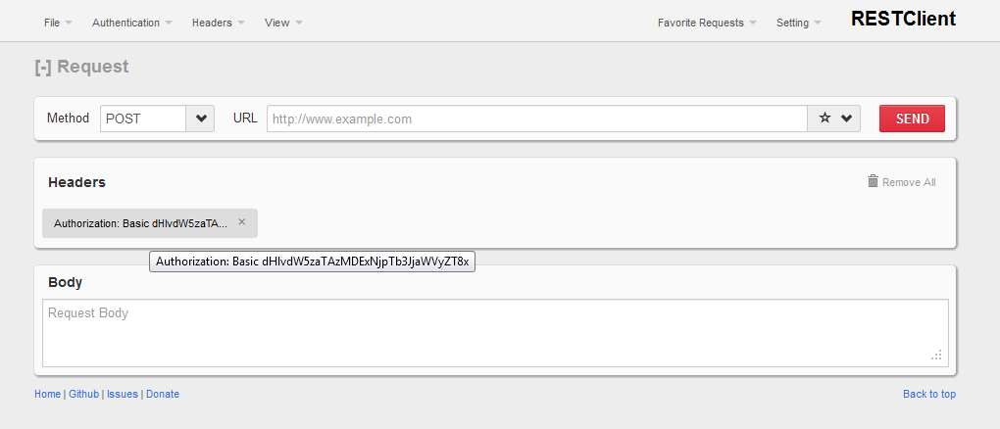 File Authentication Headers View Favorite Requests Setting RESTClient
[-] Request
Method POST URL http://www.example.com SEND
Headers Remove All
Authorization: Basic dHlvdW5zaTA... ×
Authorization: Basic dHlvdW5zaTAzMDExNjpTb3JjaWVyZT8x
Body
Request Body
Home | Github | Issues | Donate Back to top